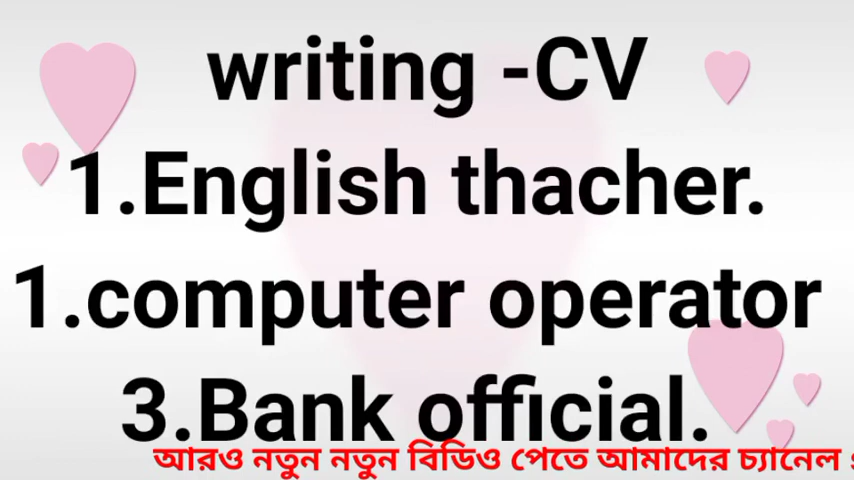 writing -CV
1.English thacher.
1.computer operator
3.Bank official.
আরও নতুন নতুন বিডিও পেতে আমাদের চ্যানেল